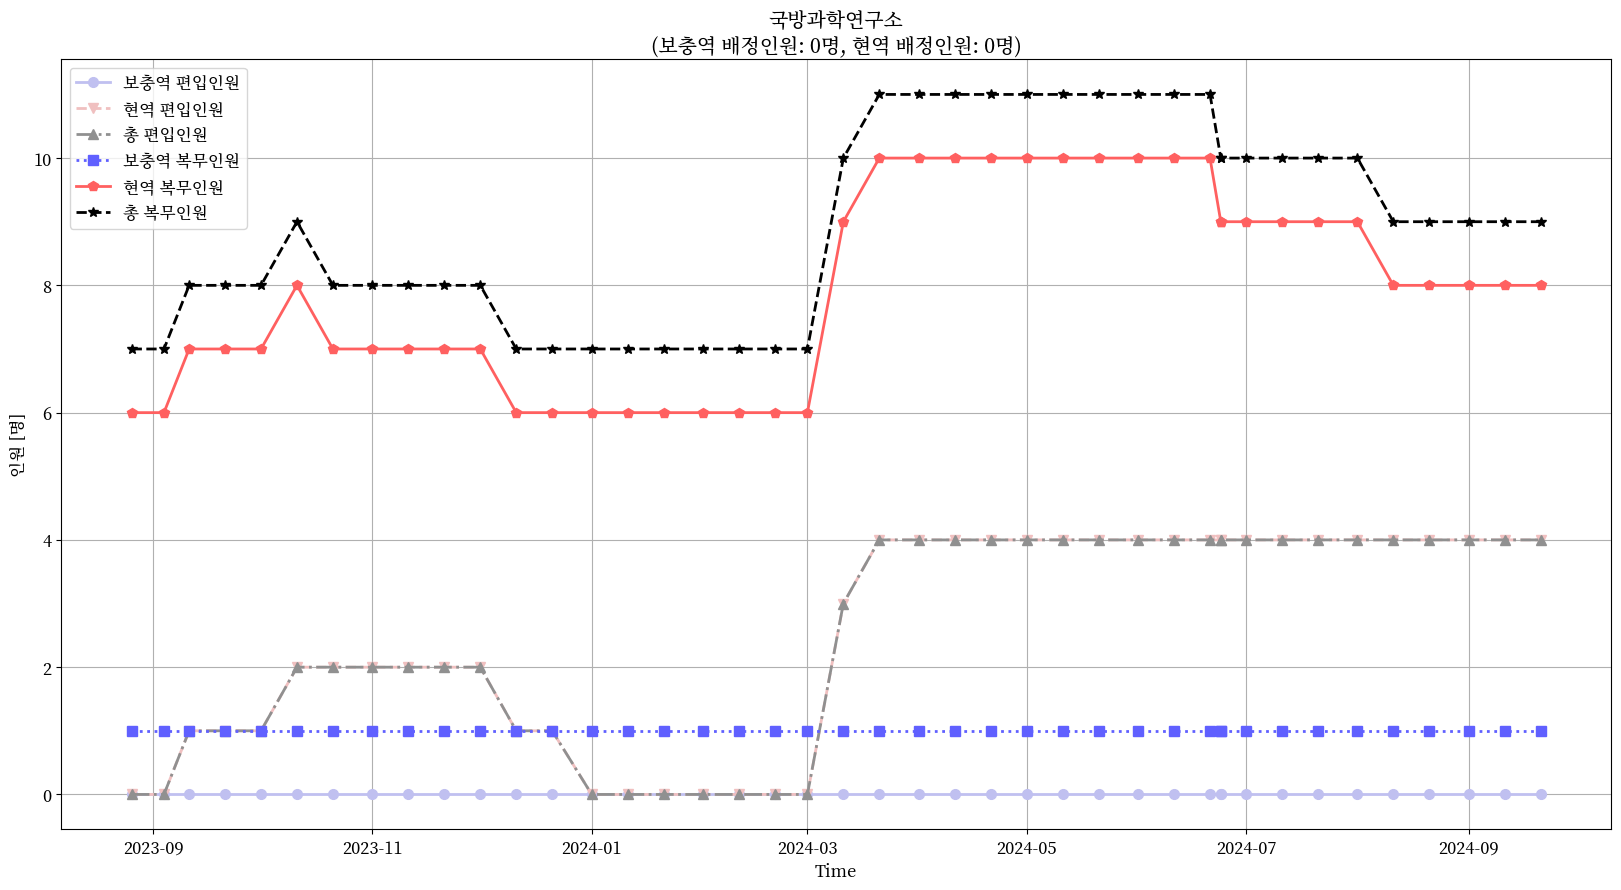 국방과학연구소
(보충역 배정인원: 0명, 현역 배정인원: 0명)
보충역 편입인원
현역 편입인원
총 편입인원
보충역 복무인원
현역 복무인원
총 복무인원
10
8
6
4
2
0
인원 [명]
2023-09
2023-11
2024-01
2024-03
2024-05
2024-07
2024-09
Time